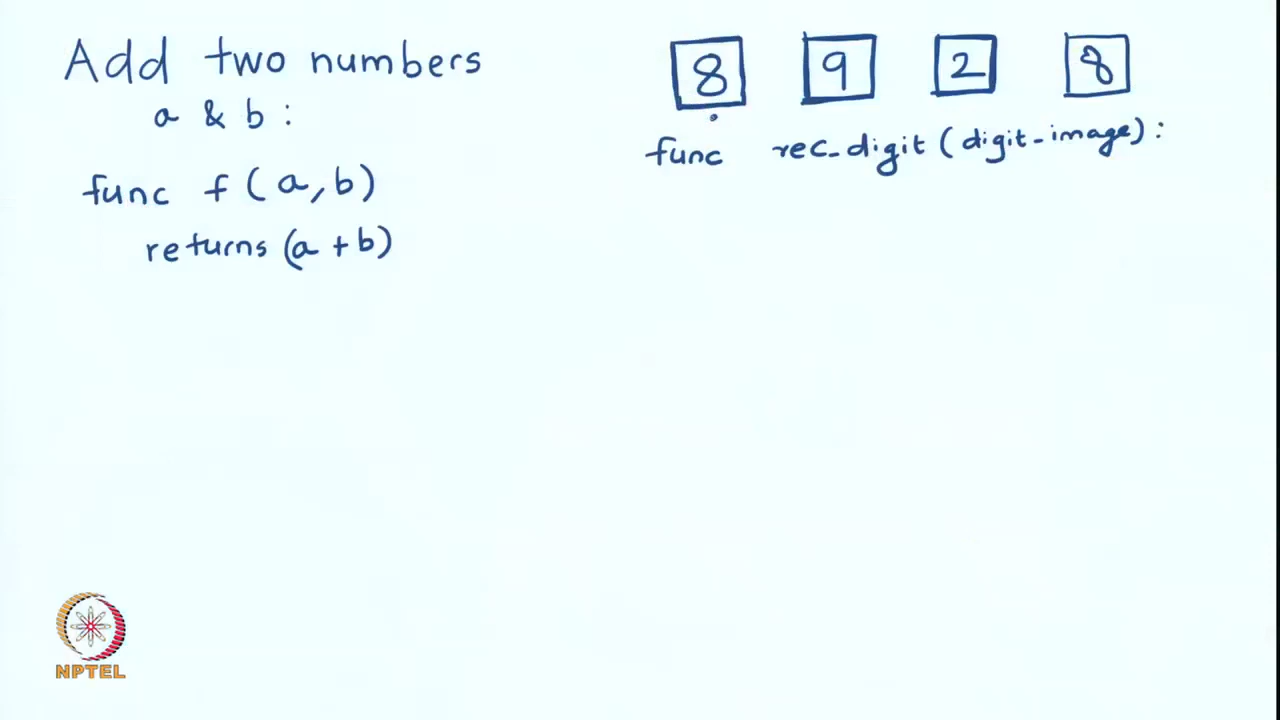 Add two numbers
a & b :
func f ( a , b )
returns (a + b)
8 9 2 8
func rec_digit ( digit_image ) :
NPTEL